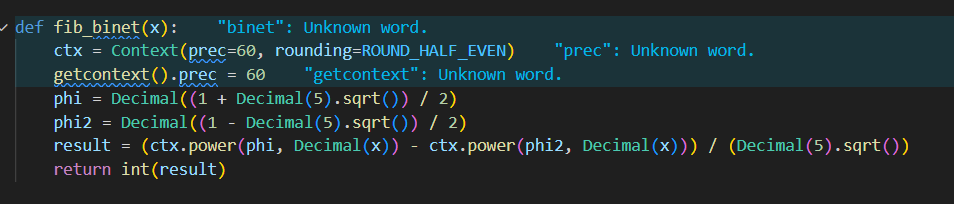 def fib_binet(x):    "binet": Unknown word.
    ctx = Context(prec=60, rounding=ROUND_HALF_EVEN)    "prec": Unknown word.
    getcontext().prec = 60    "getcontext": Unknown word.
    phi = Decimal((1 + Decimal(5).sqrt()) / 2)
    phi2 = Decimal((1 - Decimal(5).sqrt()) / 2)
    result = (ctx.power(phi, Decimal(x)) - ctx.power(phi2, Decimal(x))) / (Decimal(5).sqrt())
    return int(result)